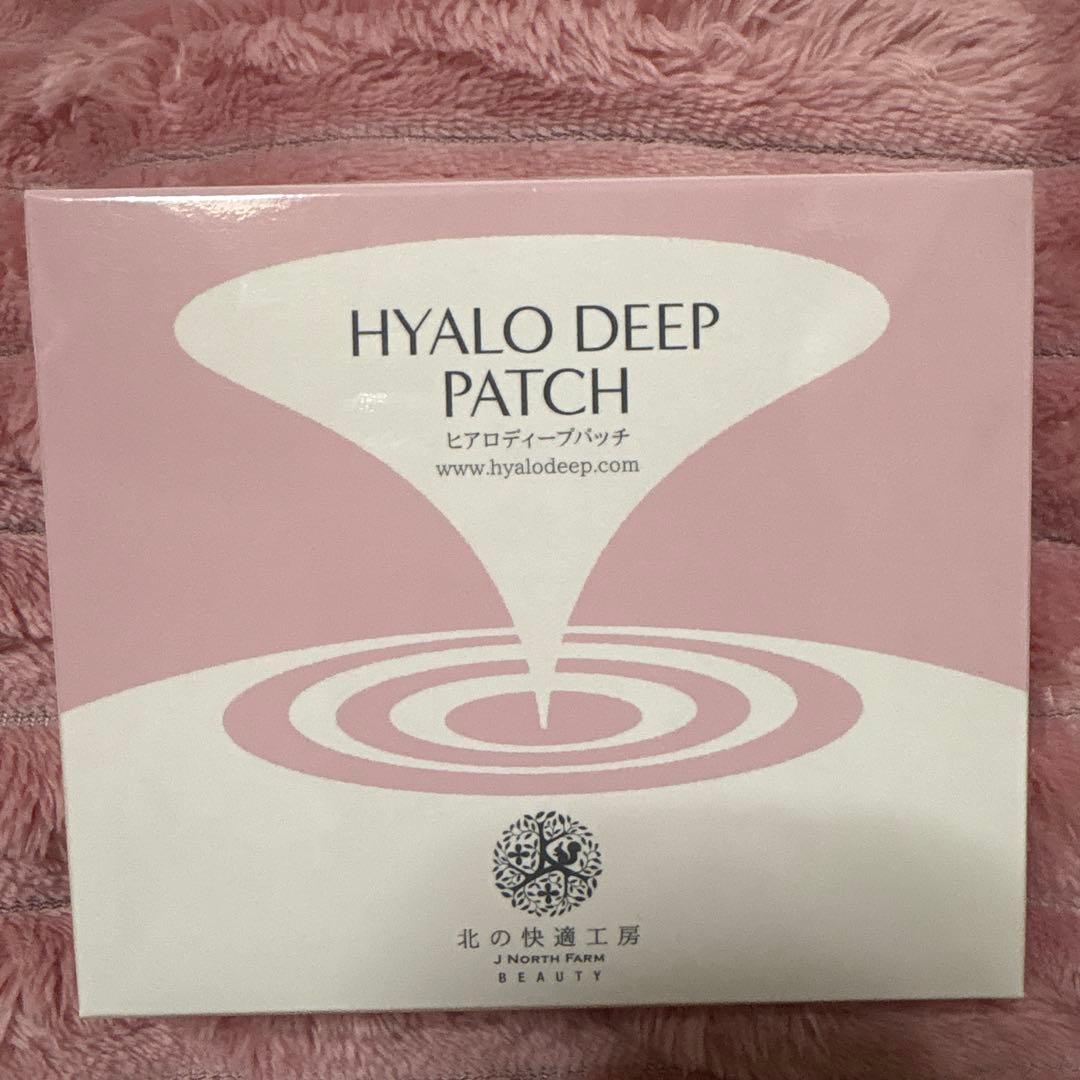 HYALO DEEP
PATCH
ヒアロディープパッチ
www.hyalodeep.com
北の快適工房
J NORTH FARM
BEAUTY